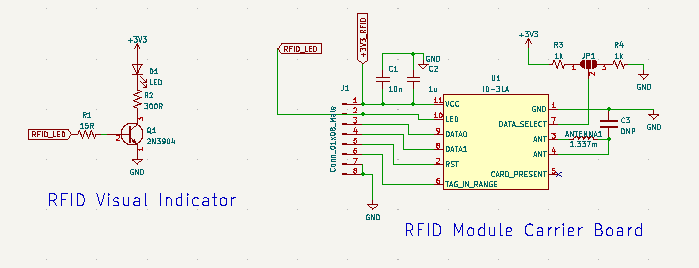 +3V3
D1
LED
R2
300R
R1
15R
RFID_LED
Q1
2N3904
1
2
3
GND
RFID Visual Indicator
RFID_LED
+3V3_RFID
GND
C1
10n
C2
1u
J1
Conn_01x08_Male
1
2
3
4
5
6
7
8
GND
U1
ID-3LA
11 VCC
10 LED
9 DATA0
8 DATA1
2 RST
6 TAG_IN_RANGE
GND 1
DATA_SELECT 7
ANT 3
ANT 4
CARD_PRESENT 5
+3V3
R3
1k
JP1
1
2
3
R4
1k
GND
GND
ANTENNA1
1.337m
C3
DNP
RFID Module Carrier Board